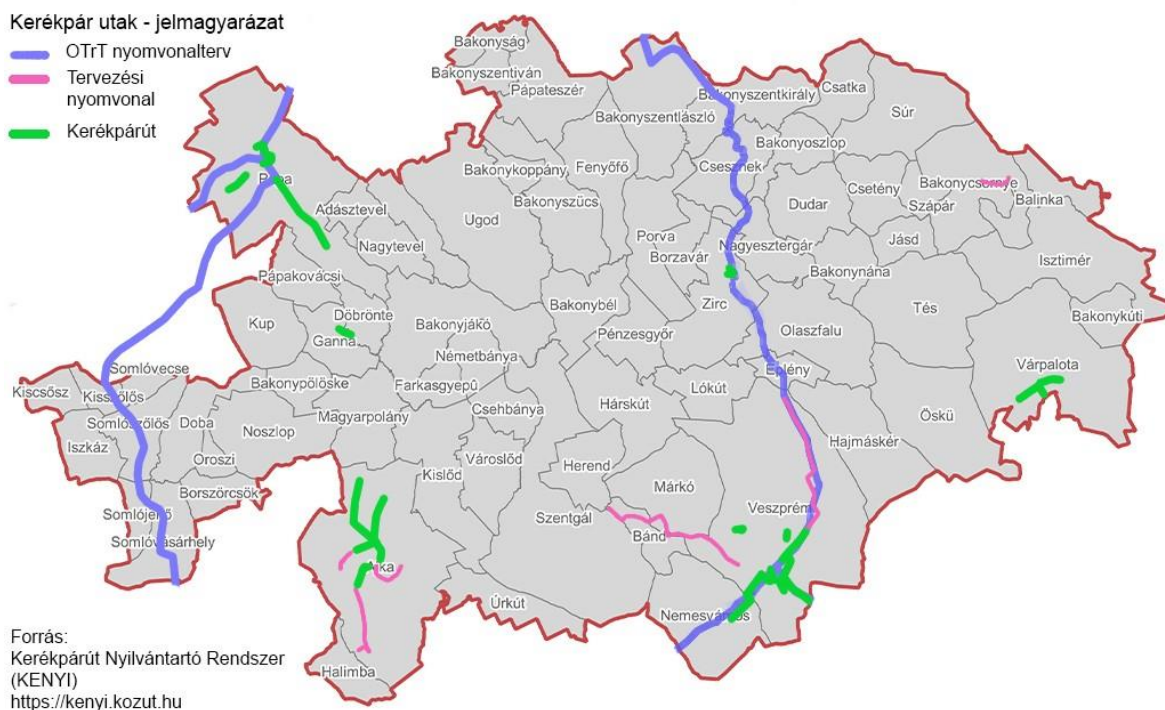 Kerékpár utak - jelmagyarázat
OTrT nyomvonalterv
Tervezési
nyomvonal
Kerékpárút
Bakonyság
Bakonyszentiván
Pápateszér
Bakonyszentlászló
Bakonyszentkirály
Csatka
Súr
Bakonyoszlop
Csesznek
Bakonykoppány
Fenyőfő
Bakonyszücs
Ugod
Csetény
Bakonycsernye
Szápár
Balinka
Dudar
Adásztevel
Nagytevel
Porva
Borzavár
Nagyesztergár
Jásd
Isztimér
Pápakovácsi
Bakonynána
Bakonybél
Zirc
Tés
Bakonykúti
Kup
Döbrönte
Ganna
Bakonyjákó
Pénzesgyőr
Olaszfalu
Németbánya
Várpalota
Somlóvecse
Eplény
Kiscsősz
Bakonypölöske
Farkasgyepű
Lókút
Hárskút
Somlószőlős
Doba
Magyarpolány
Csehbánya
Öskü
Iszkáz
Noszlop
Hajmáskér
Oroszi
Kislőd
Városlőd
Herend
Márkó
Borszörcsök
Veszprém
Somlójenő
Szentgál
Bánd
Somlóvásárhely
Úrkút
Nemesvámos
Halimba
Forrás:
Kerékpárút Nyilvántartó Rendszer
(KENYI)
https://kenyi.kozut.hu